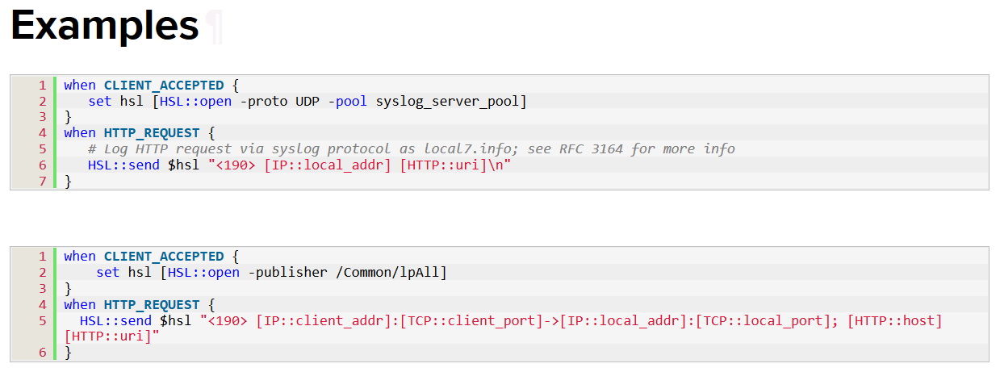 Examples¶
1 when CLIENT_ACCEPTED {
2 set hsl [HSL::open -proto UDP -pool syslog_server_pool]
3 }
4 when HTTP_REQUEST {
5 # Log HTTP request via syslog protocol as local7.info; see RFC 3164 for more info
6 HSL::send $hsl "<190> [IP::local_addr] [HTTP::uri]\n"
7 }
1 when CLIENT_ACCEPTED {
2 set hsl [HSL::open -publisher /Common/lpAll]
3 }
4 when HTTP_REQUEST {
5 HSL::send $hsl "<190> [IP::client_addr]:[TCP::client_port]->[IP::local_addr]:[TCP::local_port]; [HTTP::host]
[HTTP::uri]"
6 }